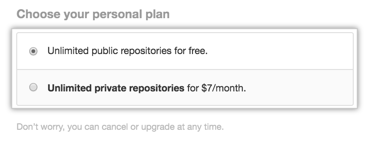 Choose your personal plan
Unlimited public repositories for free.
Unlimited private repositories for $7/month.
Don't worry, you can cancel or upgrade at any time.